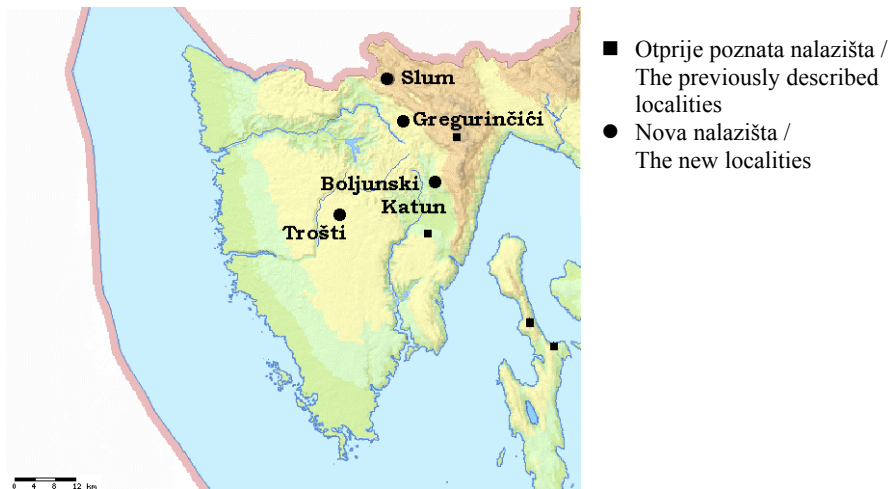 Slum
Gregurinčići
Boljunski
Katun
Trošti
0 4 8 12 km
Otprije poznata nalazišta /
The previously described
localities
Nova nalazišta /
The new localities